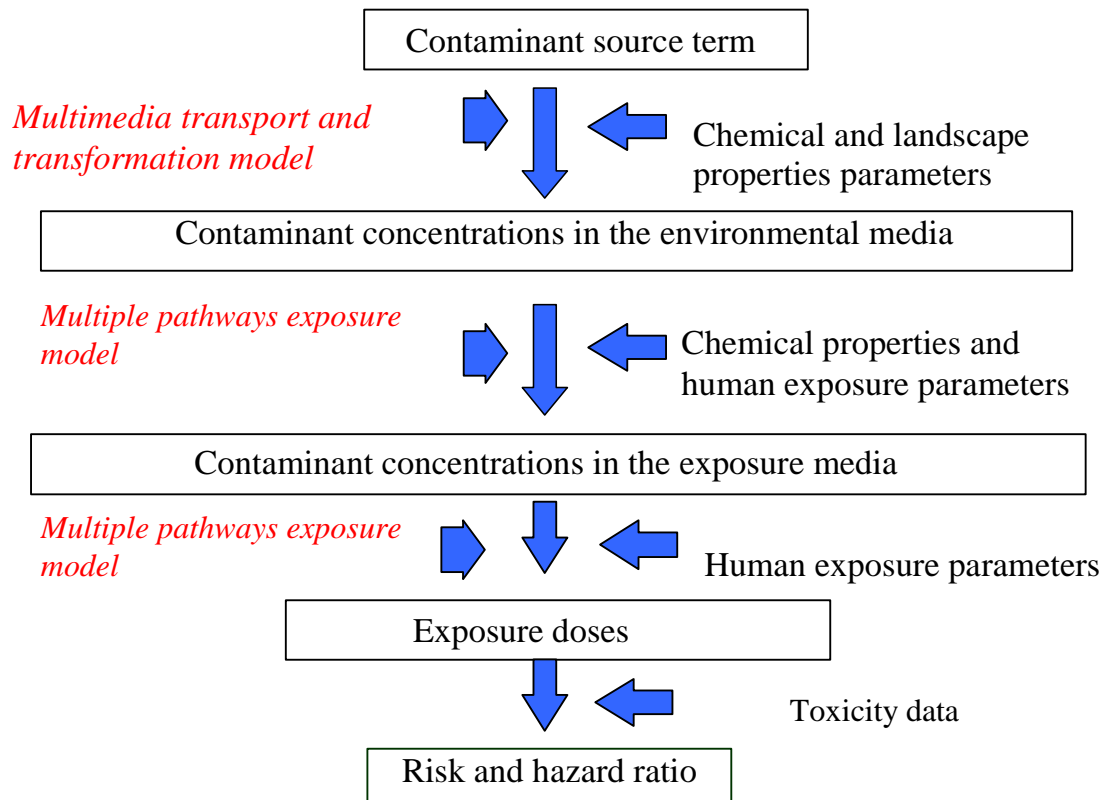 Contaminant source term
Multimedia transport and
transformation model
Chemical and landscape
properties parameters
Contaminant concentrations in the environmental media
Multiple pathways exposure
model
Chemical properties and
human exposure parameters
Contaminant concentrations in the exposure media
Multiple pathways exposure
model
Human exposure parameters
Exposure doses
Toxicity data
Risk and hazard ratio